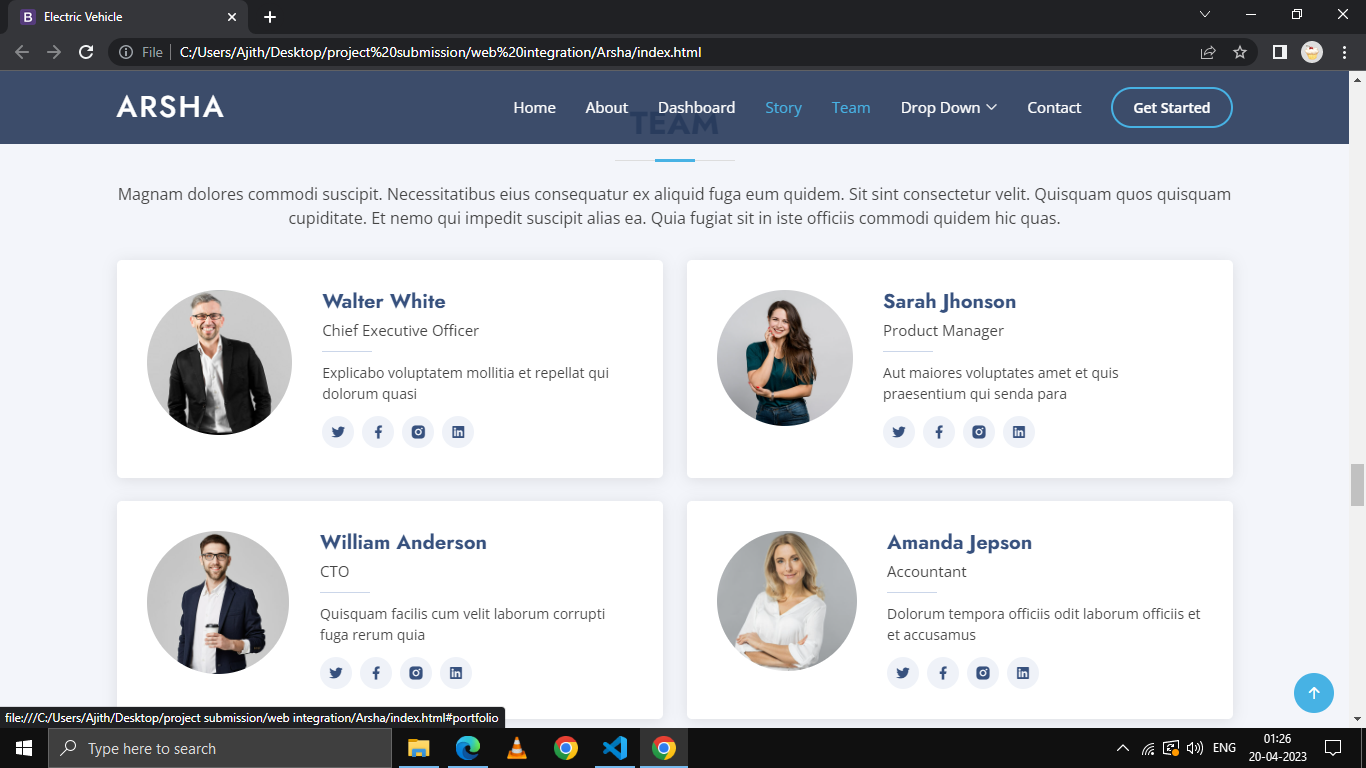 Electric Vehicle
File
C:/Users/Ajith/Desktop/project%20submission/web%20integration/Arsha/index.html
ARSHA
Home About Dashboard Story Team Drop Down Contact Get Started
TEAM
Magnam dolores commodi suscipit. Necessitatibus eius consequatur ex aliquid fuga eum quidem. Sit sint consectetur velit. Quisquam quos quisquam
cupiditate. Et nemo qui impedit suscipit alias ea. Quia fugiat sit in iste officiis commodi quidem hic quas.
Walter White
Chief Executive Officer
Explicabo voluptatem mollitia et repellat qui
dolorum quasi
Sarah Jhonson
Product Manager
Aut maiores voluptates amet et quis
praesentium qui senda para
William Anderson
CTO
Quisquam facilis cum velit laborum corrupti
fuga rerum quia
Amanda Jepson
Accountant
Dolorum tempora officiis odit laborum officiis et
et accusamus
file:///C:/Users/Ajith/Desktop/project submission/web integration/Arsha/index.html#portfolio
Type here to search
ENG
01:26
20-04-2023